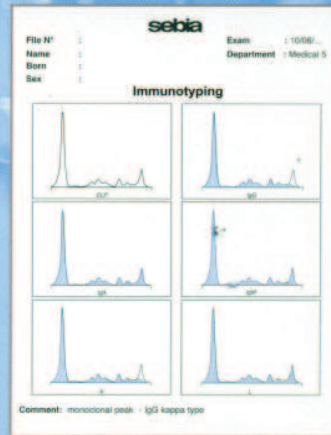 sebia
File N° :
Exam : 10/06/...
Name :
Department : Medical 5
Born :
Sex :
Immunotyping
ELP
IgG
IgA
IgM
K
L
Comment: monoclonal peak - IgG kappa type